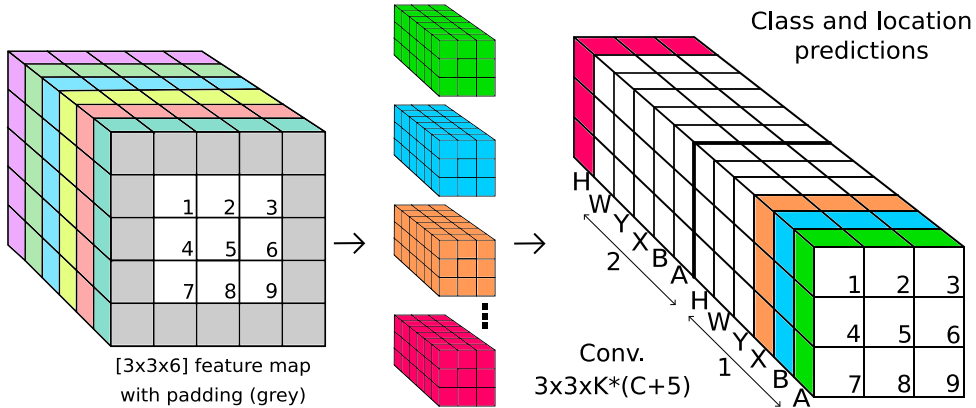 Class and location
predictions
1 2 3
4 5 6
7 8 9
[3x3x6] feature map
with padding (grey)
Conv.
3x3xK*(C+5)
H
W
Y
X
B
A
2
H
W
Y
X
B
A
1
1 2 3
4 5 6
7 8 9